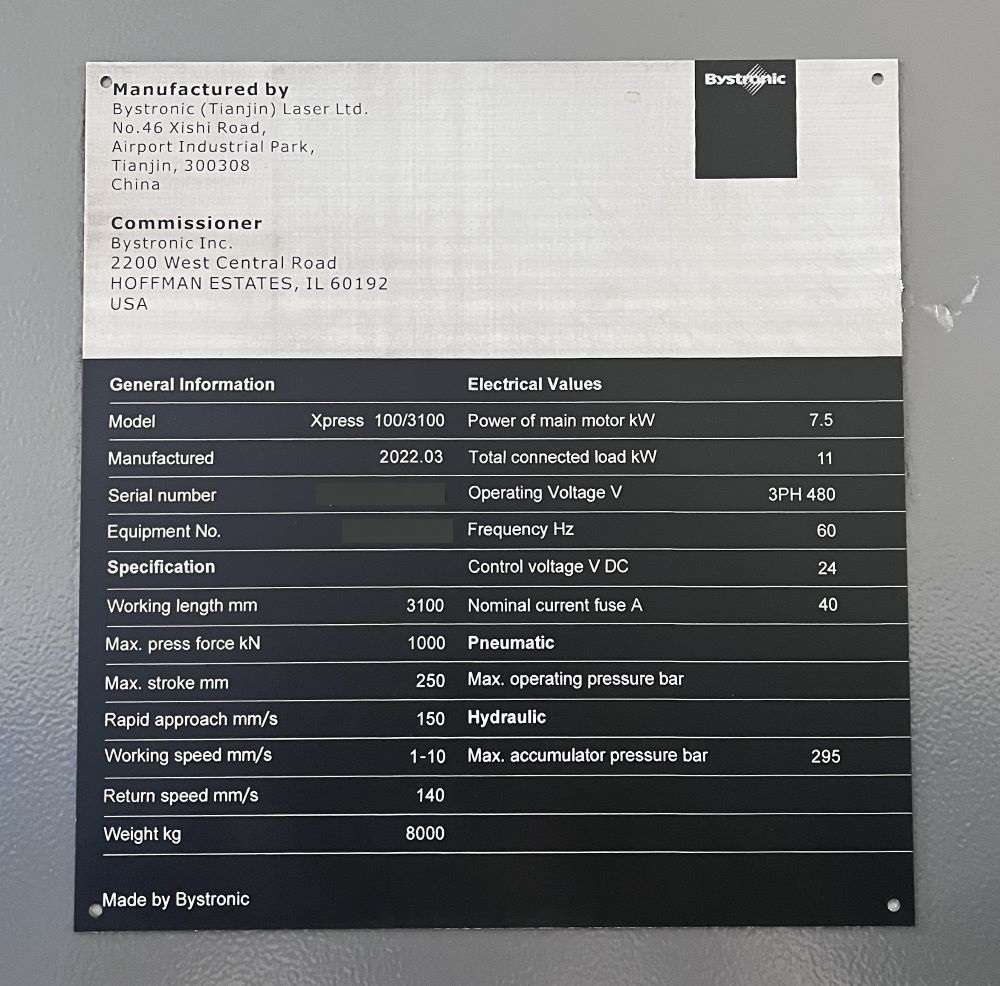 Bystronic
Manufactured by
Bystronic (Tianjin) Laser Ltd.
No.46 Xishi Road,
Airport Industrial Park,
Tianjin, 300308
China
Commissioner
Bystronic Inc.
2200 West Central Road
HOFFMAN ESTATES, IL 60192
USA
General Information
Model Xpress 100/3100
Manufactured 2022.03
Serial number
Equipment No.
Specification
Working length mm 3100
Max. press force kN 1000
Max. stroke mm 250
Rapid approach mm/s 150
Working speed mm/s 1-10
Return speed mm/s 140
Weight kg 8000
Electrical Values
Power of main motor kW 7.5
Total connected load kW 11
Operating Voltage V 3PH 480
Frequency Hz 60
Control voltage V DC 24
Nominal current fuse A 40
Pneumatic
Max. operating pressure bar
Hydraulic
Max. accumulator pressure bar 295
Made by Bystronic